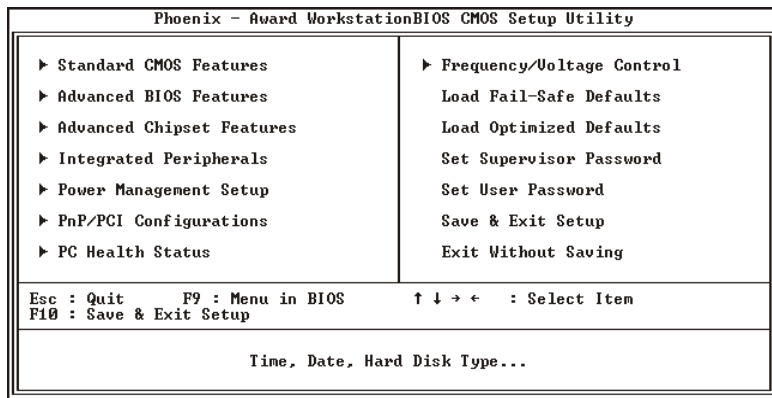 Phoenix - Award WorkstationBIOS CMOS Setup Utility
▶ Standard CMOS Features
▶ Advanced BIOS Features
▶ Advanced Chipset Features
▶ Integrated Peripherals
▶ Power Management Setup
▶ PnP/PCI Configurations
▶ PC Health Status
▶ Frequency/Voltage Control
Load Fail-Safe Defaults
Load Optimized Defaults
Set Supervisor Password
Set User Password
Save & Exit Setup
Exit Without Saving
Esc : Quit F9 : Menu in BIOS ↑ ↓ → ← : Select Item
F10 : Save & Exit Setup
Time, Date, Hard Disk Type...